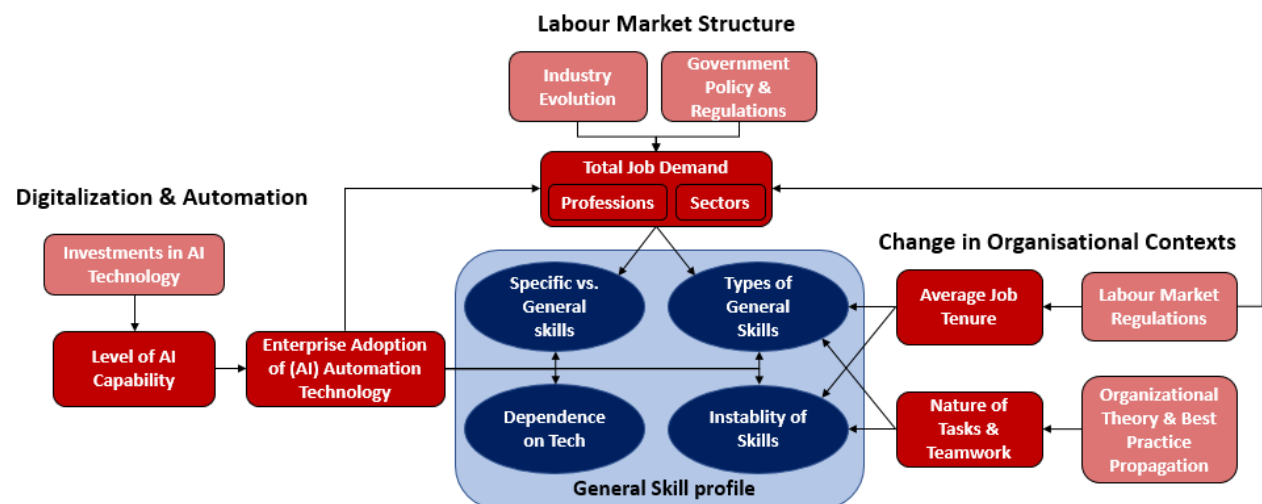 Labour Market Structure
Industry
Evolution
Government
Policy &
Regulations
Total Job Demand
Professions
Sectors
Digitalization & Automation
Investments in AI
Technology
Level of AI
Capability
Enterprise Adoption
of (AI) Automation
Technology
Specific vs.
General
skills
Types of
General
Skills
Dependence
on Tech
Instablity of
Skills
General Skill profile
Change in Organisational Contexts
Average Job
Tenure
Labour Market
Regulations
Nature of
Tasks &
Teamwork
Organizational
Theory & Best
Practice
Propagation